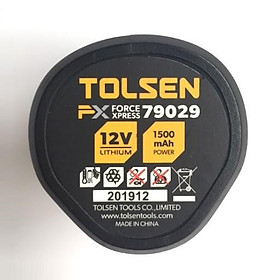 TOLSEN
PX FORCE XPRESS 79029
12V LITHIUM
1500 mAh POWER
201912
TOLSEN TOOLS CO.,LIMITED
www.tolsentools.com
MADE IN CHINA